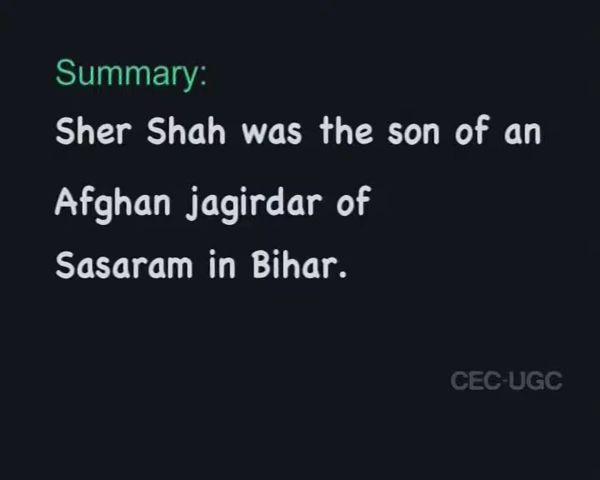 Summary:
Sher Shah was the son of an
Afghan jagirdar of
Sasaram in Bihar.
CEC-UGC